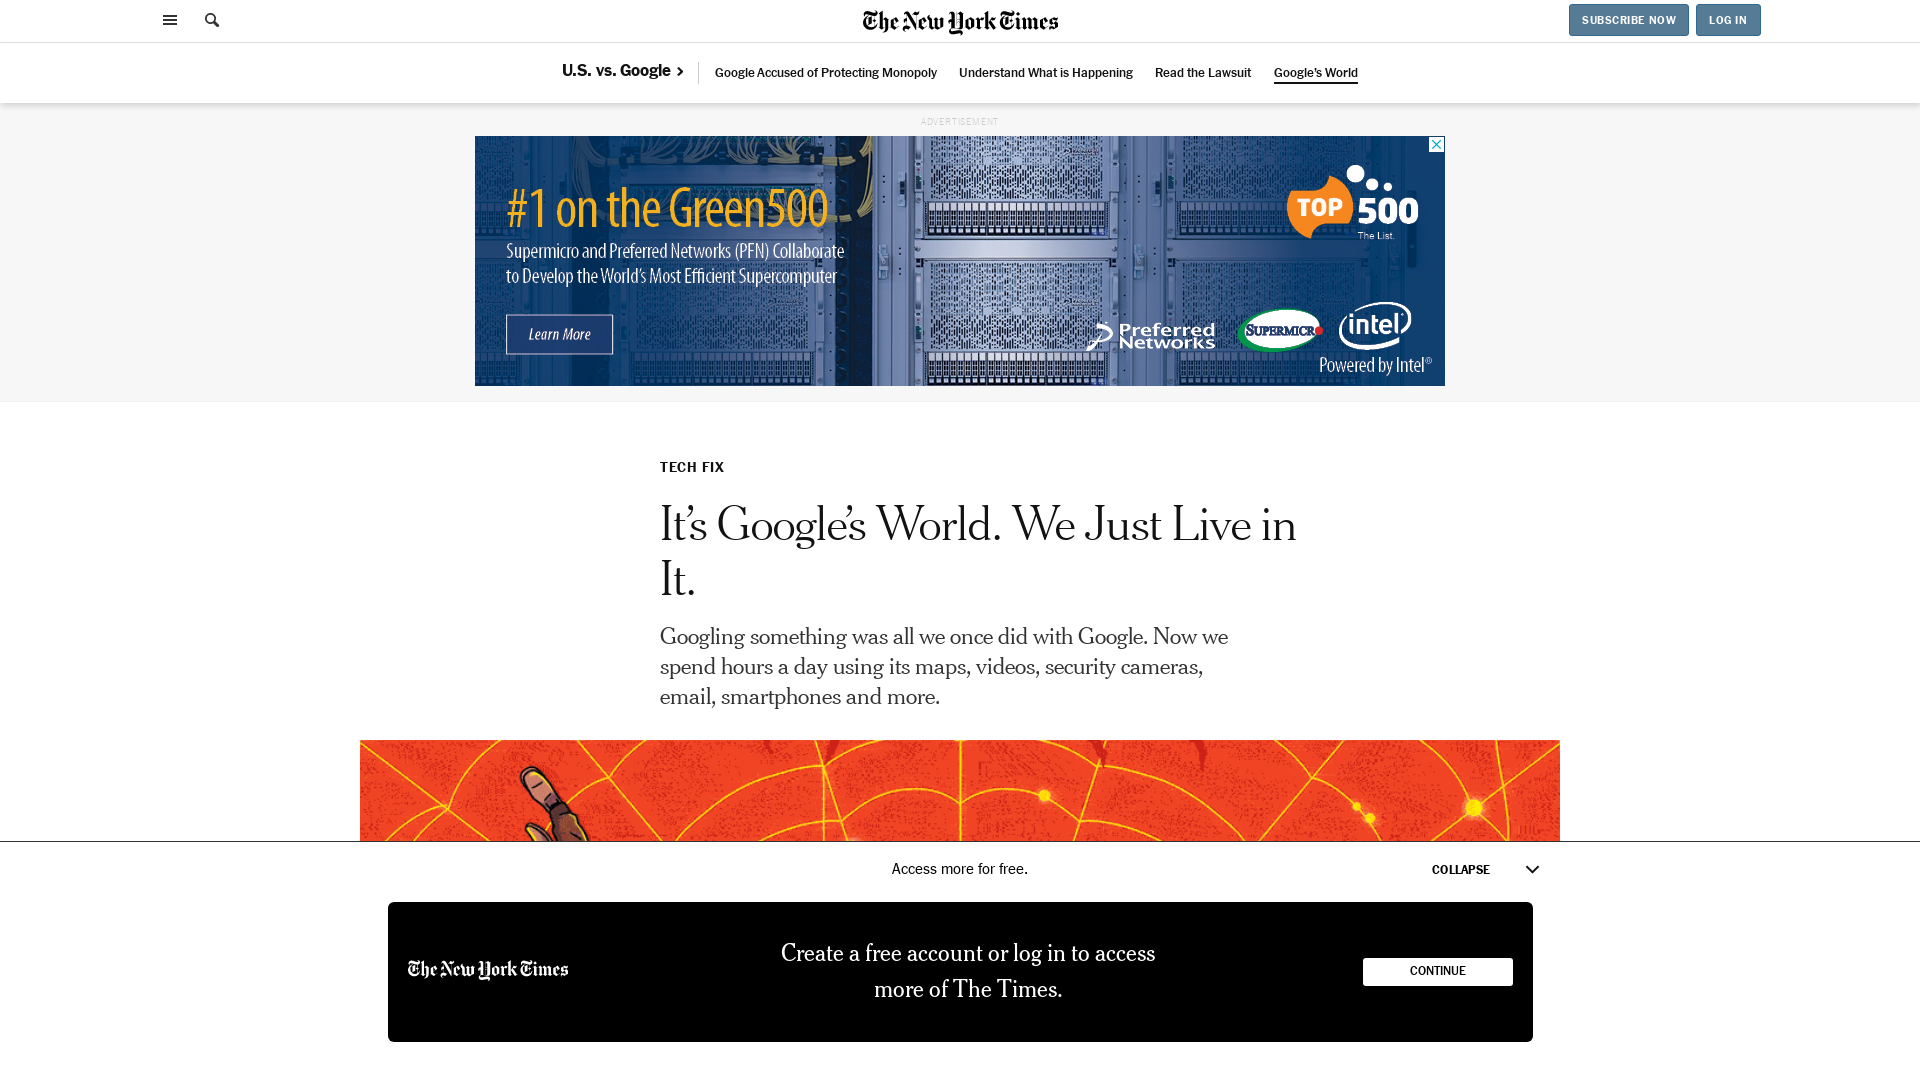 The New York Times
SUBSCRIBE NOW
LOG IN
U.S. vs. Google
Google Accused of Protecting Monopoly
Understand What is Happening
Read the Lawsuit
Google’s World
ADVERTISEMENT
#1 on the Green500
Supermicro and Preferred Networks (PFN) Collaborate
to Develop the World’s Most Efficient Supercomputer
Learn More
TOP 500
The List.
Preferred
Networks
SUPERMICR
intel
Powered by Intel®
TECH FIX
It’s Google’s World. We Just Live in
It.
Googling something was all we once did with Google. Now we
spend hours a day using its maps, videos, security cameras,
email, smartphones and more.
Access more for free.
COLLAPSE
The New York Times
Create a free account or log in to access
more of The Times.
CONTINUE